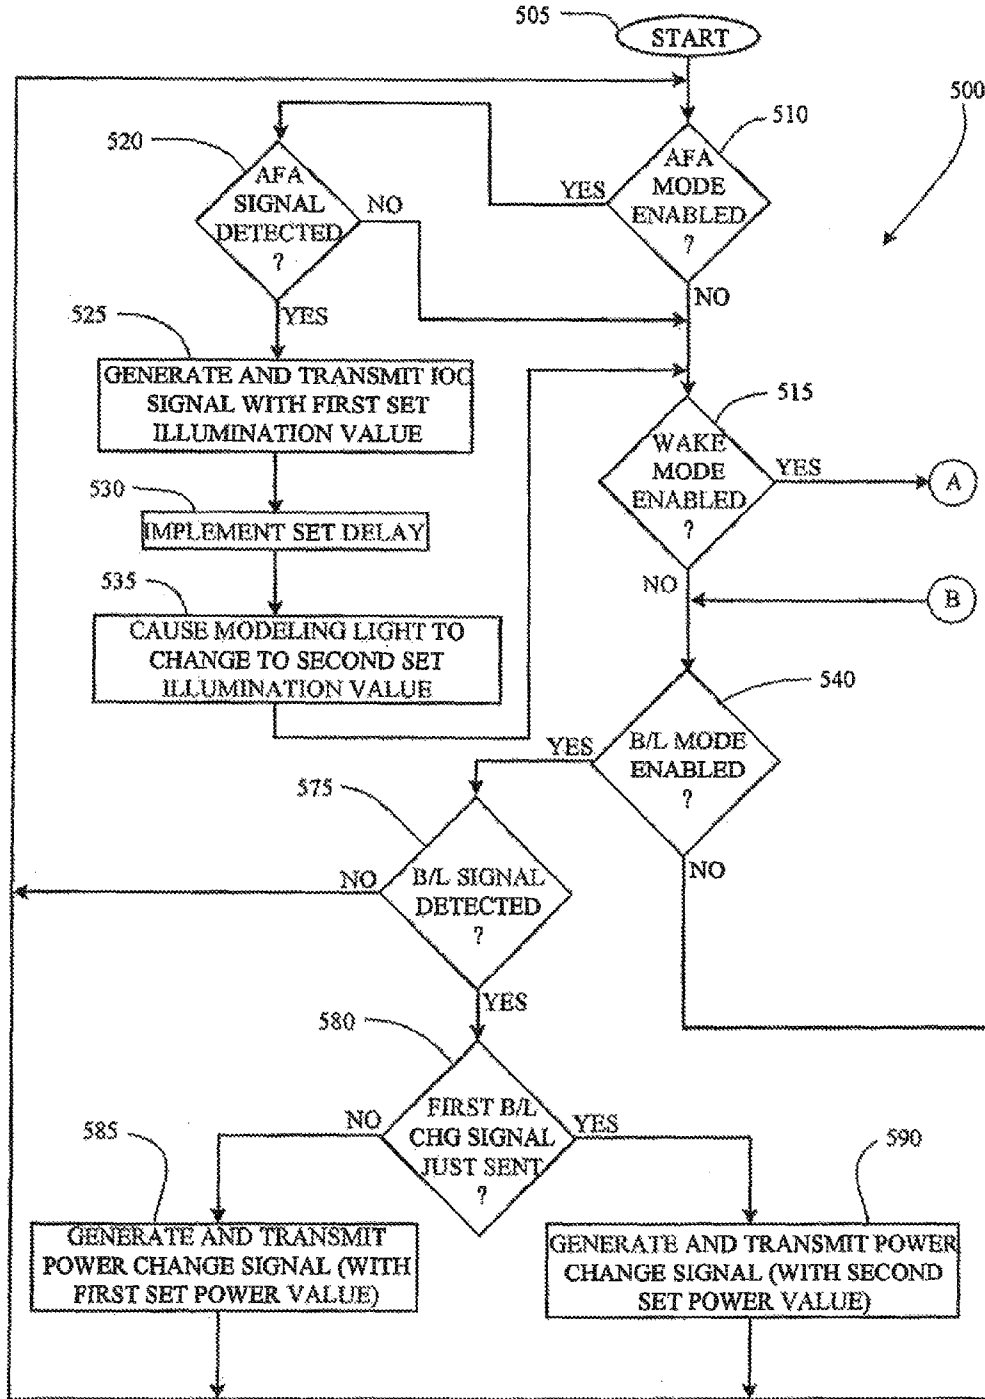 505
START
500
510
AFA
MODE
ENABLED
?
YES
NO
520
AFA
SIGNAL
DETECTED
?
NO
YES
525
GENERATE AND TRANSMIT IOC
SIGNAL WITH FIRST SET
ILLUMINATION VALUE
515
WAKE
MODE
ENABLED
?
YES
A
NO
B
530
IMPLEMENT SET DELAY
535
CAUSE MODELING LIGHT TO
CHANGE TO SECOND SET
ILLUMINATION VALUE
540
B/L MODE
ENABLED
?
YES
NO
575
B/L SIGNAL
DETECTED
?
NO
YES
580
FIRST B/L
CHG SIGNAL
JUST SENT
?
NO
YES
585
GENERATE AND TRANSMIT
POWER CHANGE SIGNAL (WITH
FIRST SET POWER VALUE)
590
GENERATE AND TRANSMIT POWER
CHANGE SIGNAL (WITH SECOND
SET POWER VALUE)